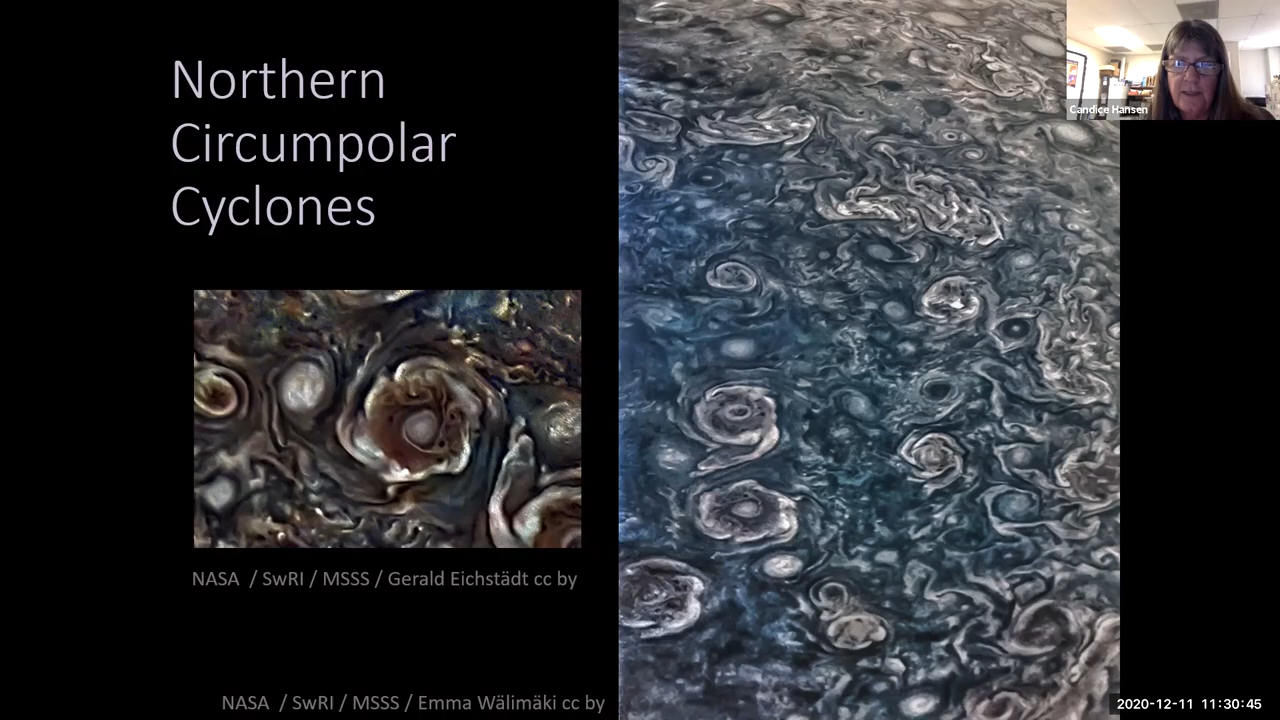 Northern
Circumpolar
Cyclones
NASA / SwRI / MSSS / Gerald Eichstädt cc by
NASA / SwRI / MSSS / Emma Wälimäki cc by
Candice Hansen
2020-12-11 11:30:45